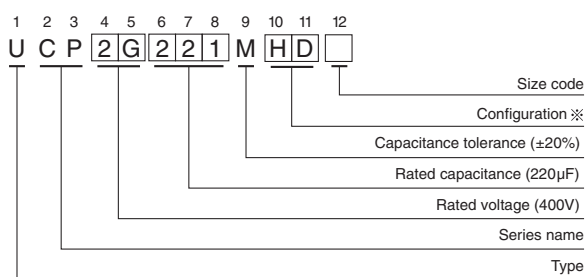 1 2 3 4 5 6 7 8 9 10 11 12
U C P 2 G 2 2 1 M H D
Size code
Configuration ※
Capacitance tolerance (±20%)
Rated capacitance (220μF)
Rated voltage (400V)
Series name
Type